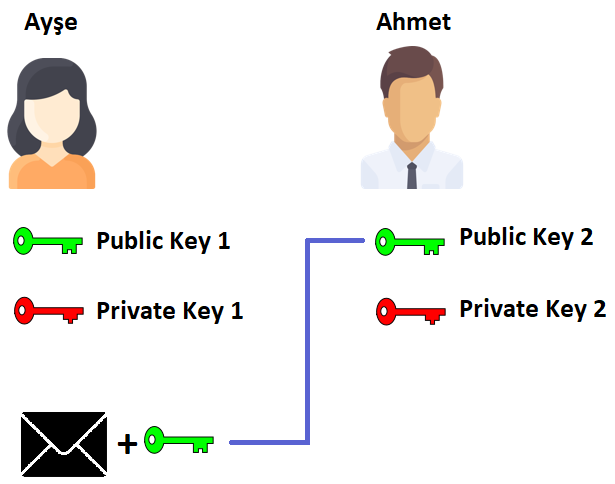 Ayşe
Ahmet
Public Key 1
Public Key 2
Private Key 1
Private Key 2
+